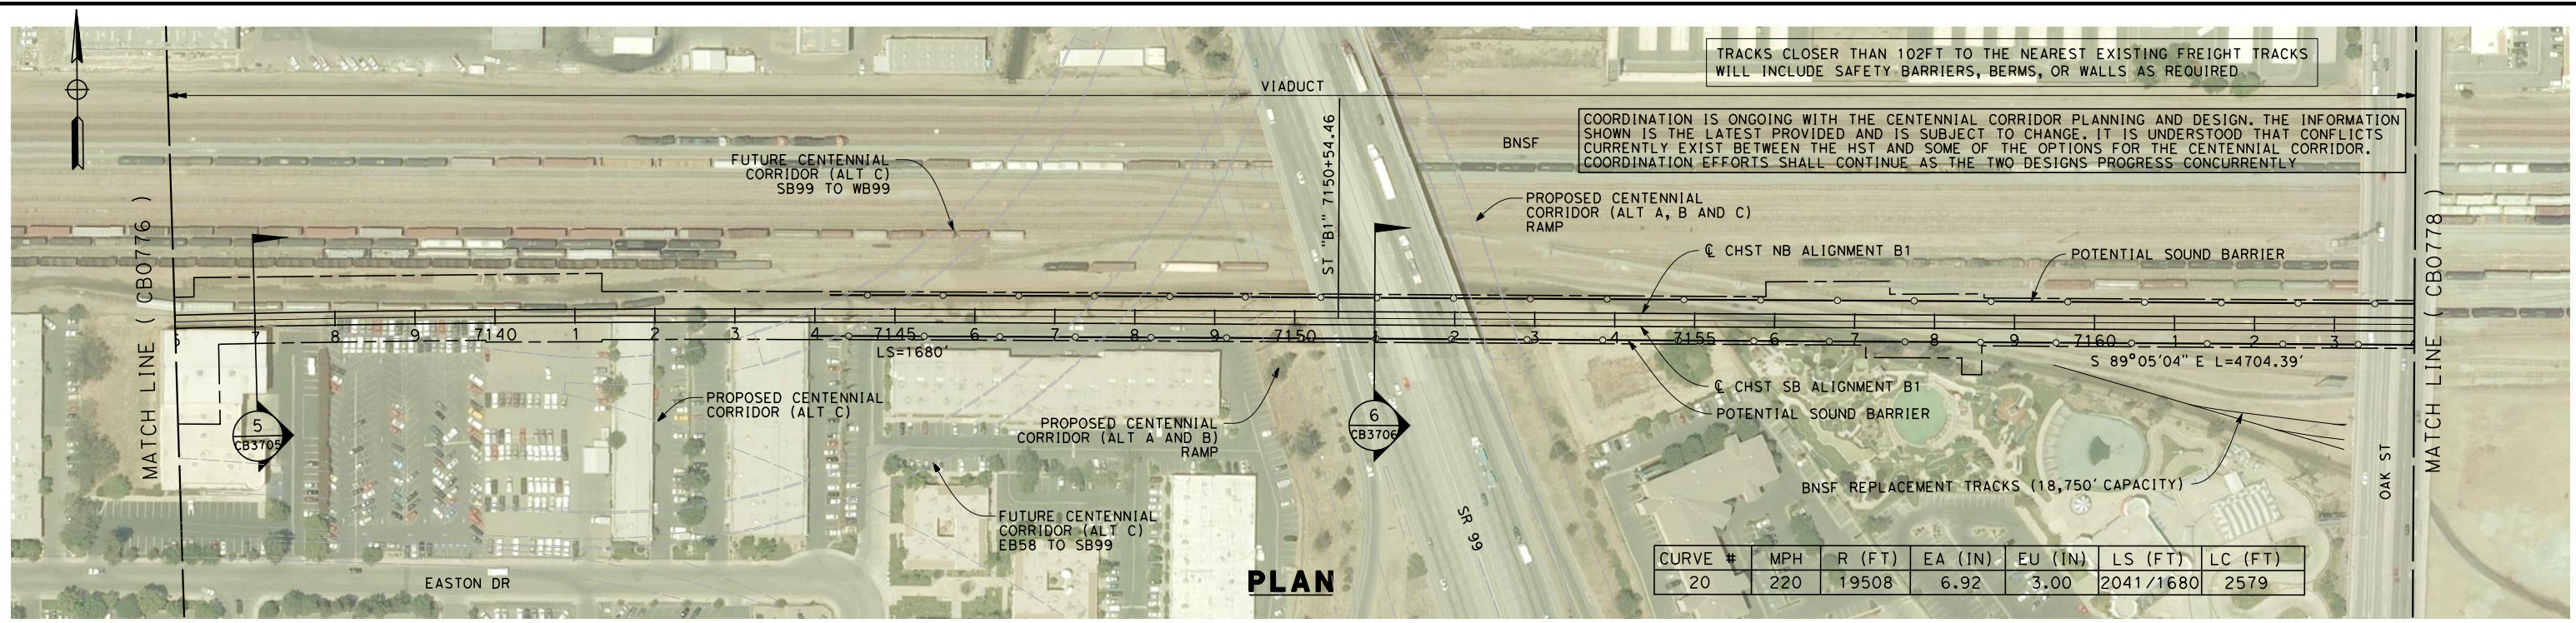 TRACKS CLOSER THAN 102FT TO THE NEAREST EXISTING FREIGHT TRACKS
WILL INCLUDE SAFETY BARRIERS, BERMS, OR WALLS AS REQUIRED
VIADUCT
COORDINATION IS ONGOING WITH THE CENTENNIAL CORRIDOR PLANNING AND DESIGN. THE INFORMATION
SHOWN IS THE LATEST PROVIDED AND IS SUBJECT TO CHANGE. IT IS UNDERSTOOD THAT CONFLICTS
CURRENTLY EXIST BETWEEN THE HST AND SOME OF THE OPTIONS FOR THE CENTENNIAL CORRIDOR.
COORDINATION EFFORTS SHALL CONTINUE AS THE TWO DESIGNS PROGRESS CONCURRENTLY
BNSF
FUTURE CENTENNIAL
CORRIDOR (ALT C)
SB99 TO WB99
ST "B1" 7150+54.46
PROPOSED CENTENNIAL
CORRIDOR (ALT A, B AND C)
RAMP
MATCH LINE ( CB0776 )
MATCH LINE ( CB0778 )
℄ CHST NB ALIGNMENT B1
POTENTIAL SOUND BARRIER
6 7 8 9 7140 1 2 3 4 7145 6 7 8 9 7150 1 2 3 4 7155 6 7 8 9 7160 1 2 3 4
LS=1680'
S 89°05'04" E L=4704.39'
℄ CHST SB ALIGNMENT B1
POTENTIAL SOUND BARRIER
PROPOSED CENTENNIAL
CORRIDOR (ALT C)
PROPOSED CENTENNIAL
CORRIDOR (ALT A AND B)
RAMP
5
CB3705
6
CB3706
BNSF REPLACEMENT TRACKS (18,750' CAPACITY)
OAK ST
FUTURE CENTENNIAL
CORRIDOR (ALT C)
EB58 TO SB99
SR 99
EASTON DR
PLAN
CURVE # MPH R (FT) EA (IN) EU (IN) LS (FT) LC (FT)
20 220 19508 6.92 3.00 2041/1680 2579